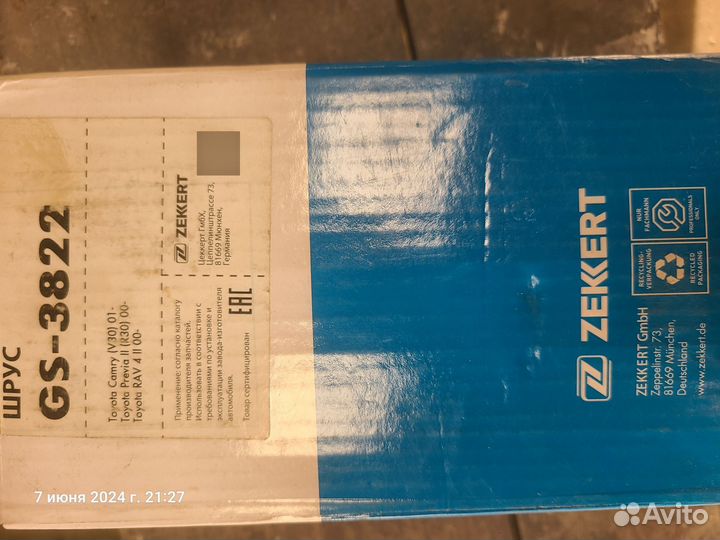 ШРУС
GS-3822
Toyota Camry (V30) 01-
Toyota Previa II (R30) 00-
Toyota RAV 4 II 00-
ZEKKERT
Цеккерт ГмбХ,
Цеппелинштрассе 73,
81669 Мюнхен,
Германия
Применение: согласно каталогу
производителя запчастей.
Использовать в соответствии с
требованиями по установке и
эксплуатации завода-изготовителя
автомобиля.
Товар сертифицирован
EAC
ZEKKERT
NUR
FACHMANN
PROFESSIONALS
ONLY
RECYCLING-
VERPACKUNG
RECYCLED
PACKAGING
ZEKKERT GmbH
Zeppelinstr. 73,
81669 München,
Deutschland
www.zekkert.de
7 июня 2024 г. 21:27
Avito